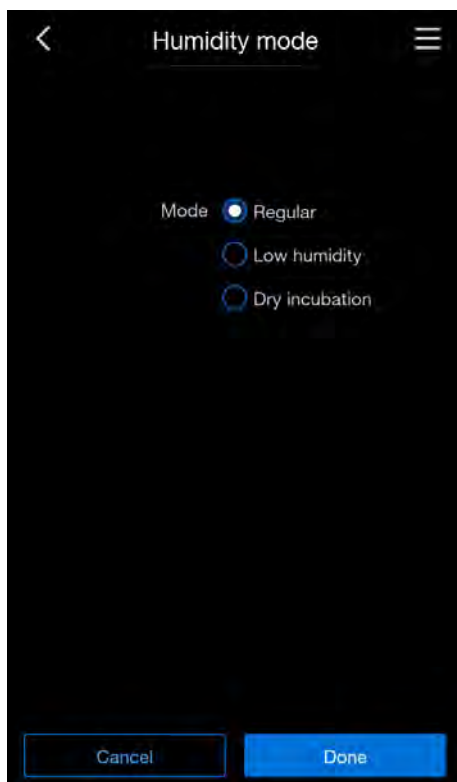 Humidity mode
Mode Regular
Low humidity
Dry incubation
Cancel Done